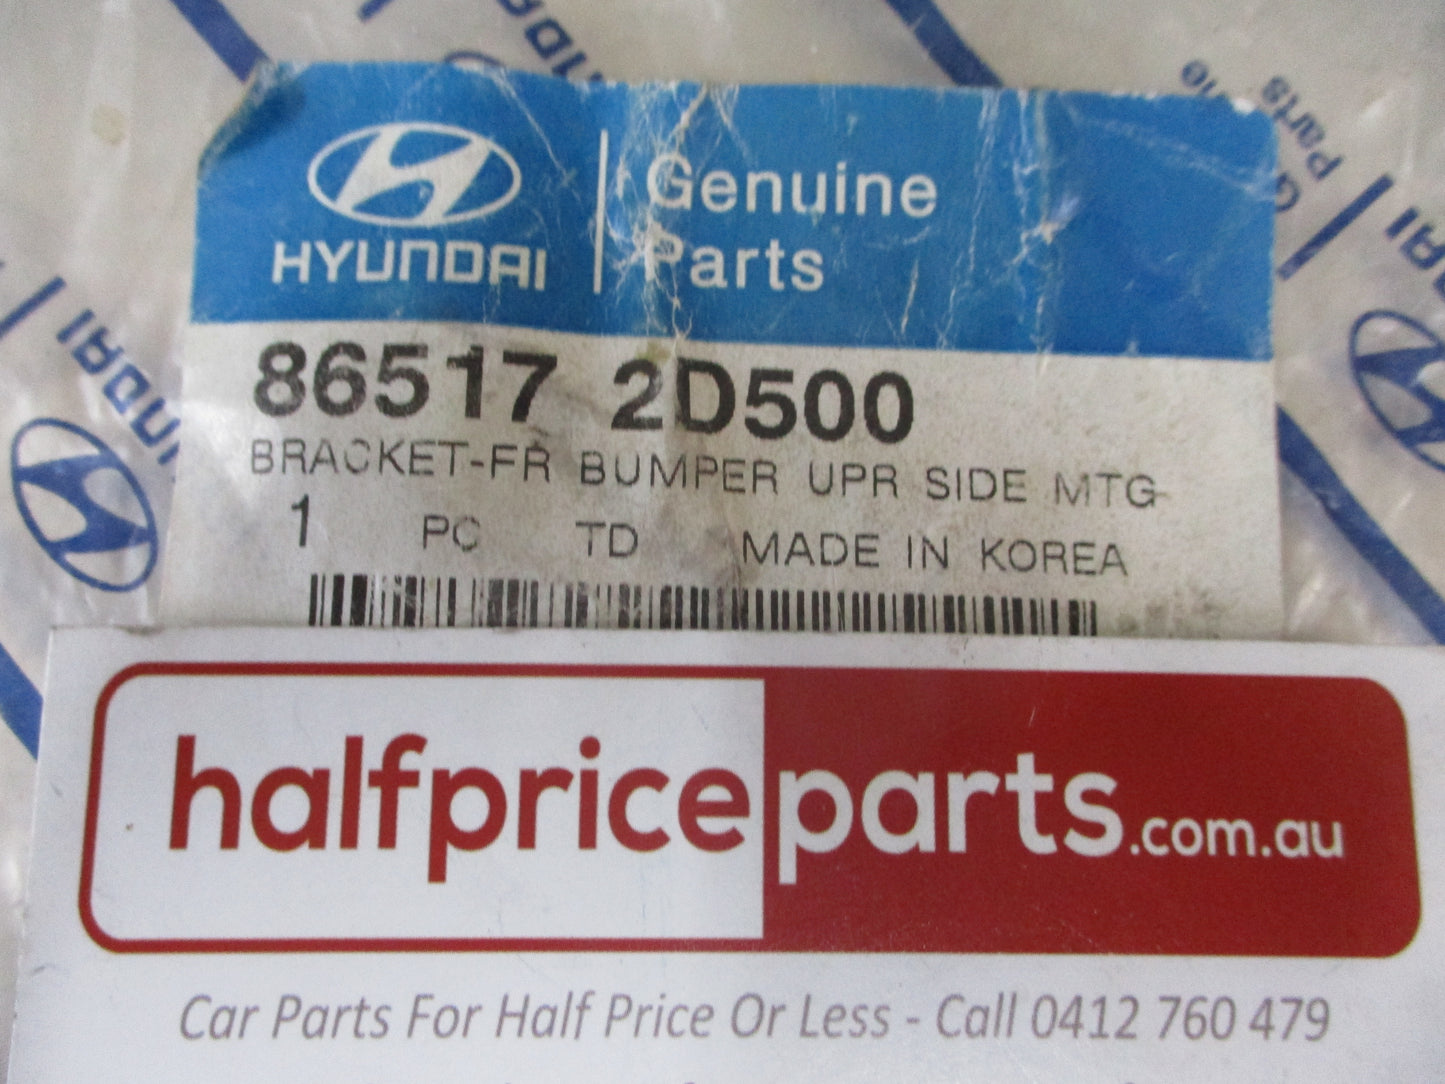 HYUNDAI
Genuine
Parts
86517 2D500
BRACKET-FR BUMPER UPR SIDE MTG
1 PC TD MADE IN KOREA
halfpriceparts.com.au
Car Parts For Half Price Or Less - Call 0412 760 479